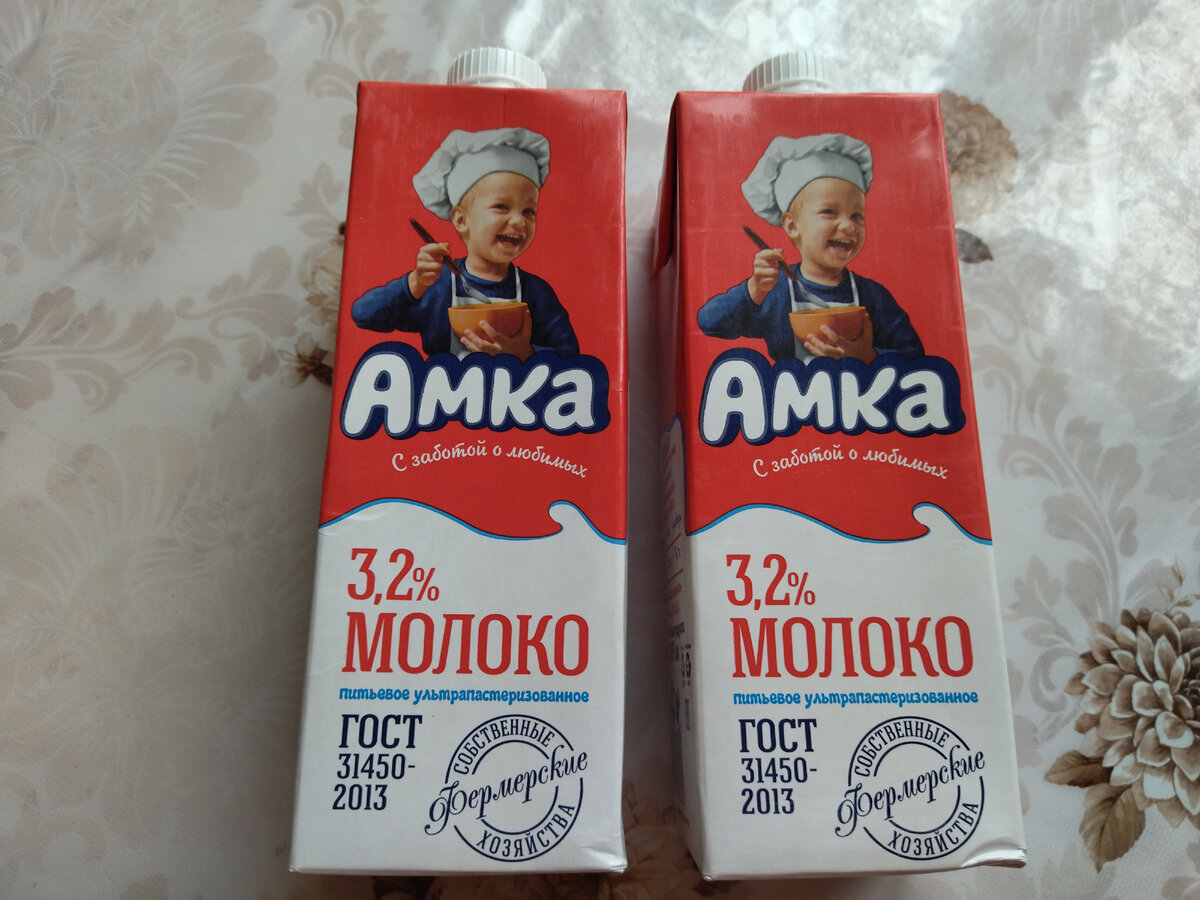 Амка
С заботой о любимых
3,2%
МОЛОКО
питьевое ультрапастеризованное
ГОСТ
31450-
2013
СОБСТВЕННЫЕ
Фермерские
ХОЗЯЙСТВА
Амка
С заботой о любимых
3,2%
МОЛОКО
питьевое ультрапастеризованное
ГОСТ
31450-
2013
СОБСТВЕННЫЕ
Фермерские
ХОЗЯЙСТВА